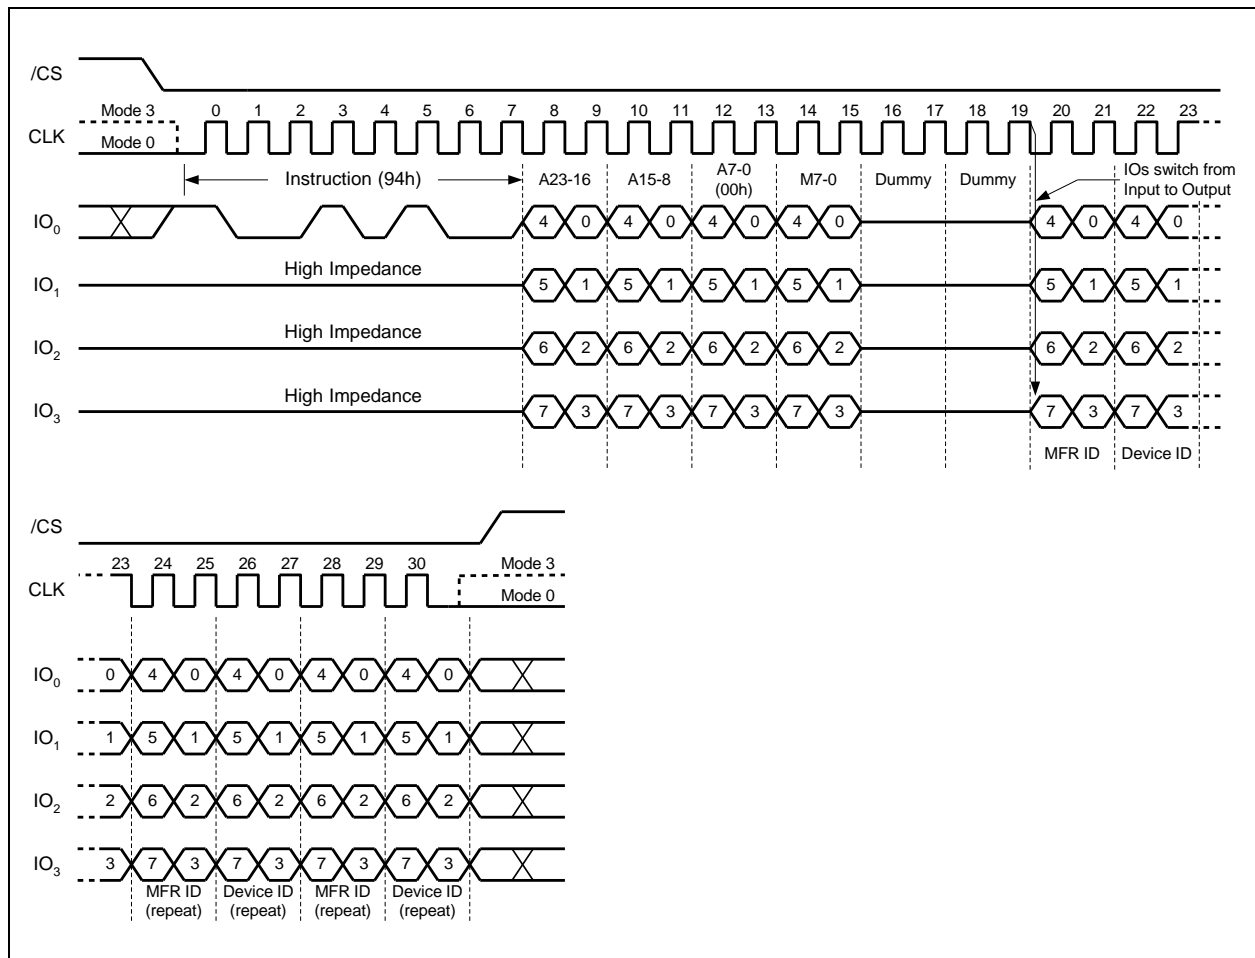 /CS
Mode 3 0 1 2 3 4 5 6 7 8 9 10 11 12 13 14 15 16 17 18 19 20 21 22 23
CLK
Mode 0
Instruction (94h) A23-16 A15-8 A7-0 (00h) M7-0 Dummy Dummy IOs switch from Input to Output
IO0 4 0 4 0 4 0 4 0 4 0 4 0
High Impedance
IO1 5 1 5 1 5 1 5 1 5 1 5 1
High Impedance
IO2 6 2 6 2 6 2 6 2 6 2 6 2
High Impedance
IO3 7 3 7 3 7 3 7 3 7 3 7 3
MFR ID Device ID
/CS
23 24 25 26 27 28 29 30 Mode 3
CLK
Mode 0
IO0 0 4 0 4 0 4 0 4 0
IO1 1 5 1 5 1 5 1 5 1
IO2 2 6 2 6 2 6 2 6 2
IO3 3 7 3 7 3 7 3 7 3
MFR ID Device ID MFR ID Device ID
(repeat) (repeat) (repeat) (repeat)